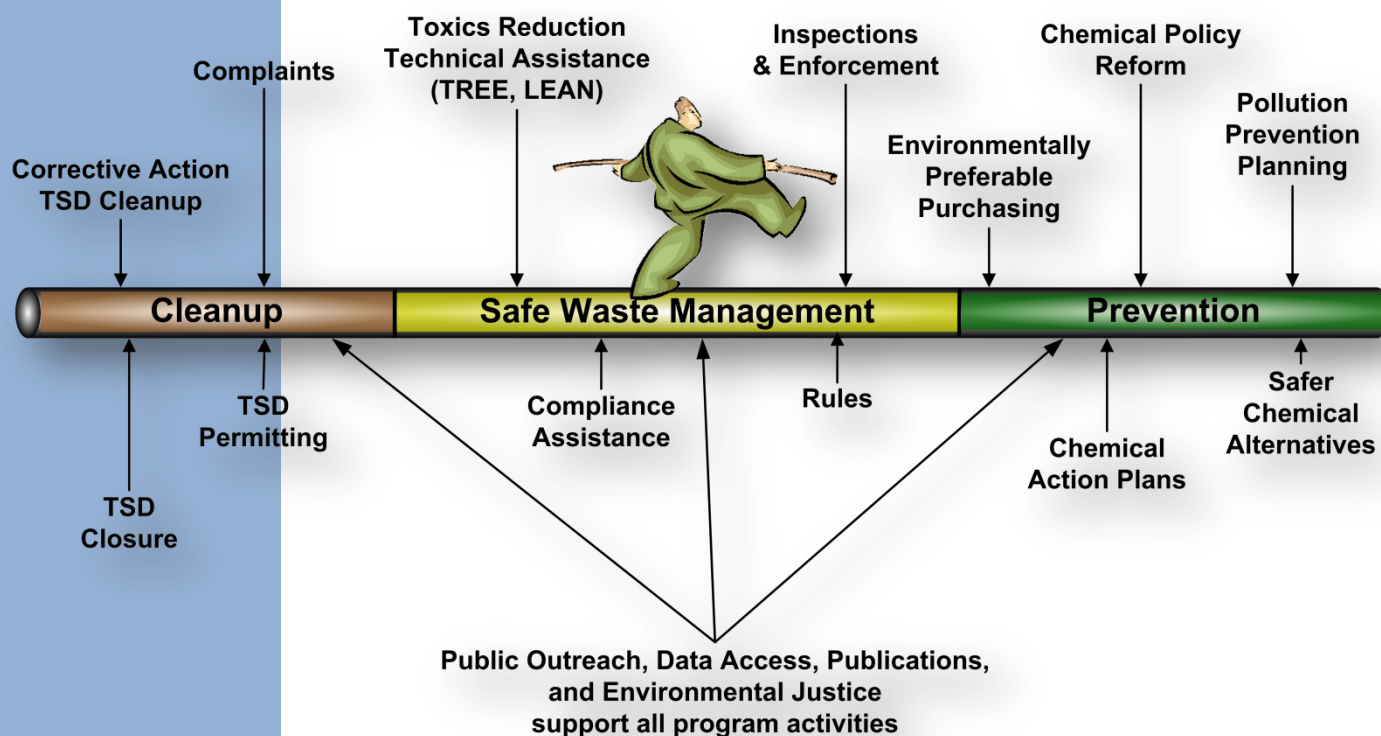 Toxics Reduction
Technical Assistance
(TREE, LEAN)
Inspections
& Enforcement
Chemical Policy
Reform
Complaints
Pollution
Prevention
Planning
Environmentally
Preferable
Purchasing
Corrective Action
TSD Cleanup
Cleanup
Safe Waste Management
Prevention
TSD
Permitting
Compliance
Assistance
Rules
Safer
Chemical
Alternatives
Chemical
Action Plans
TSD
Closure
Public Outreach, Data Access, Publications,
and Environmental Justice
support all program activities